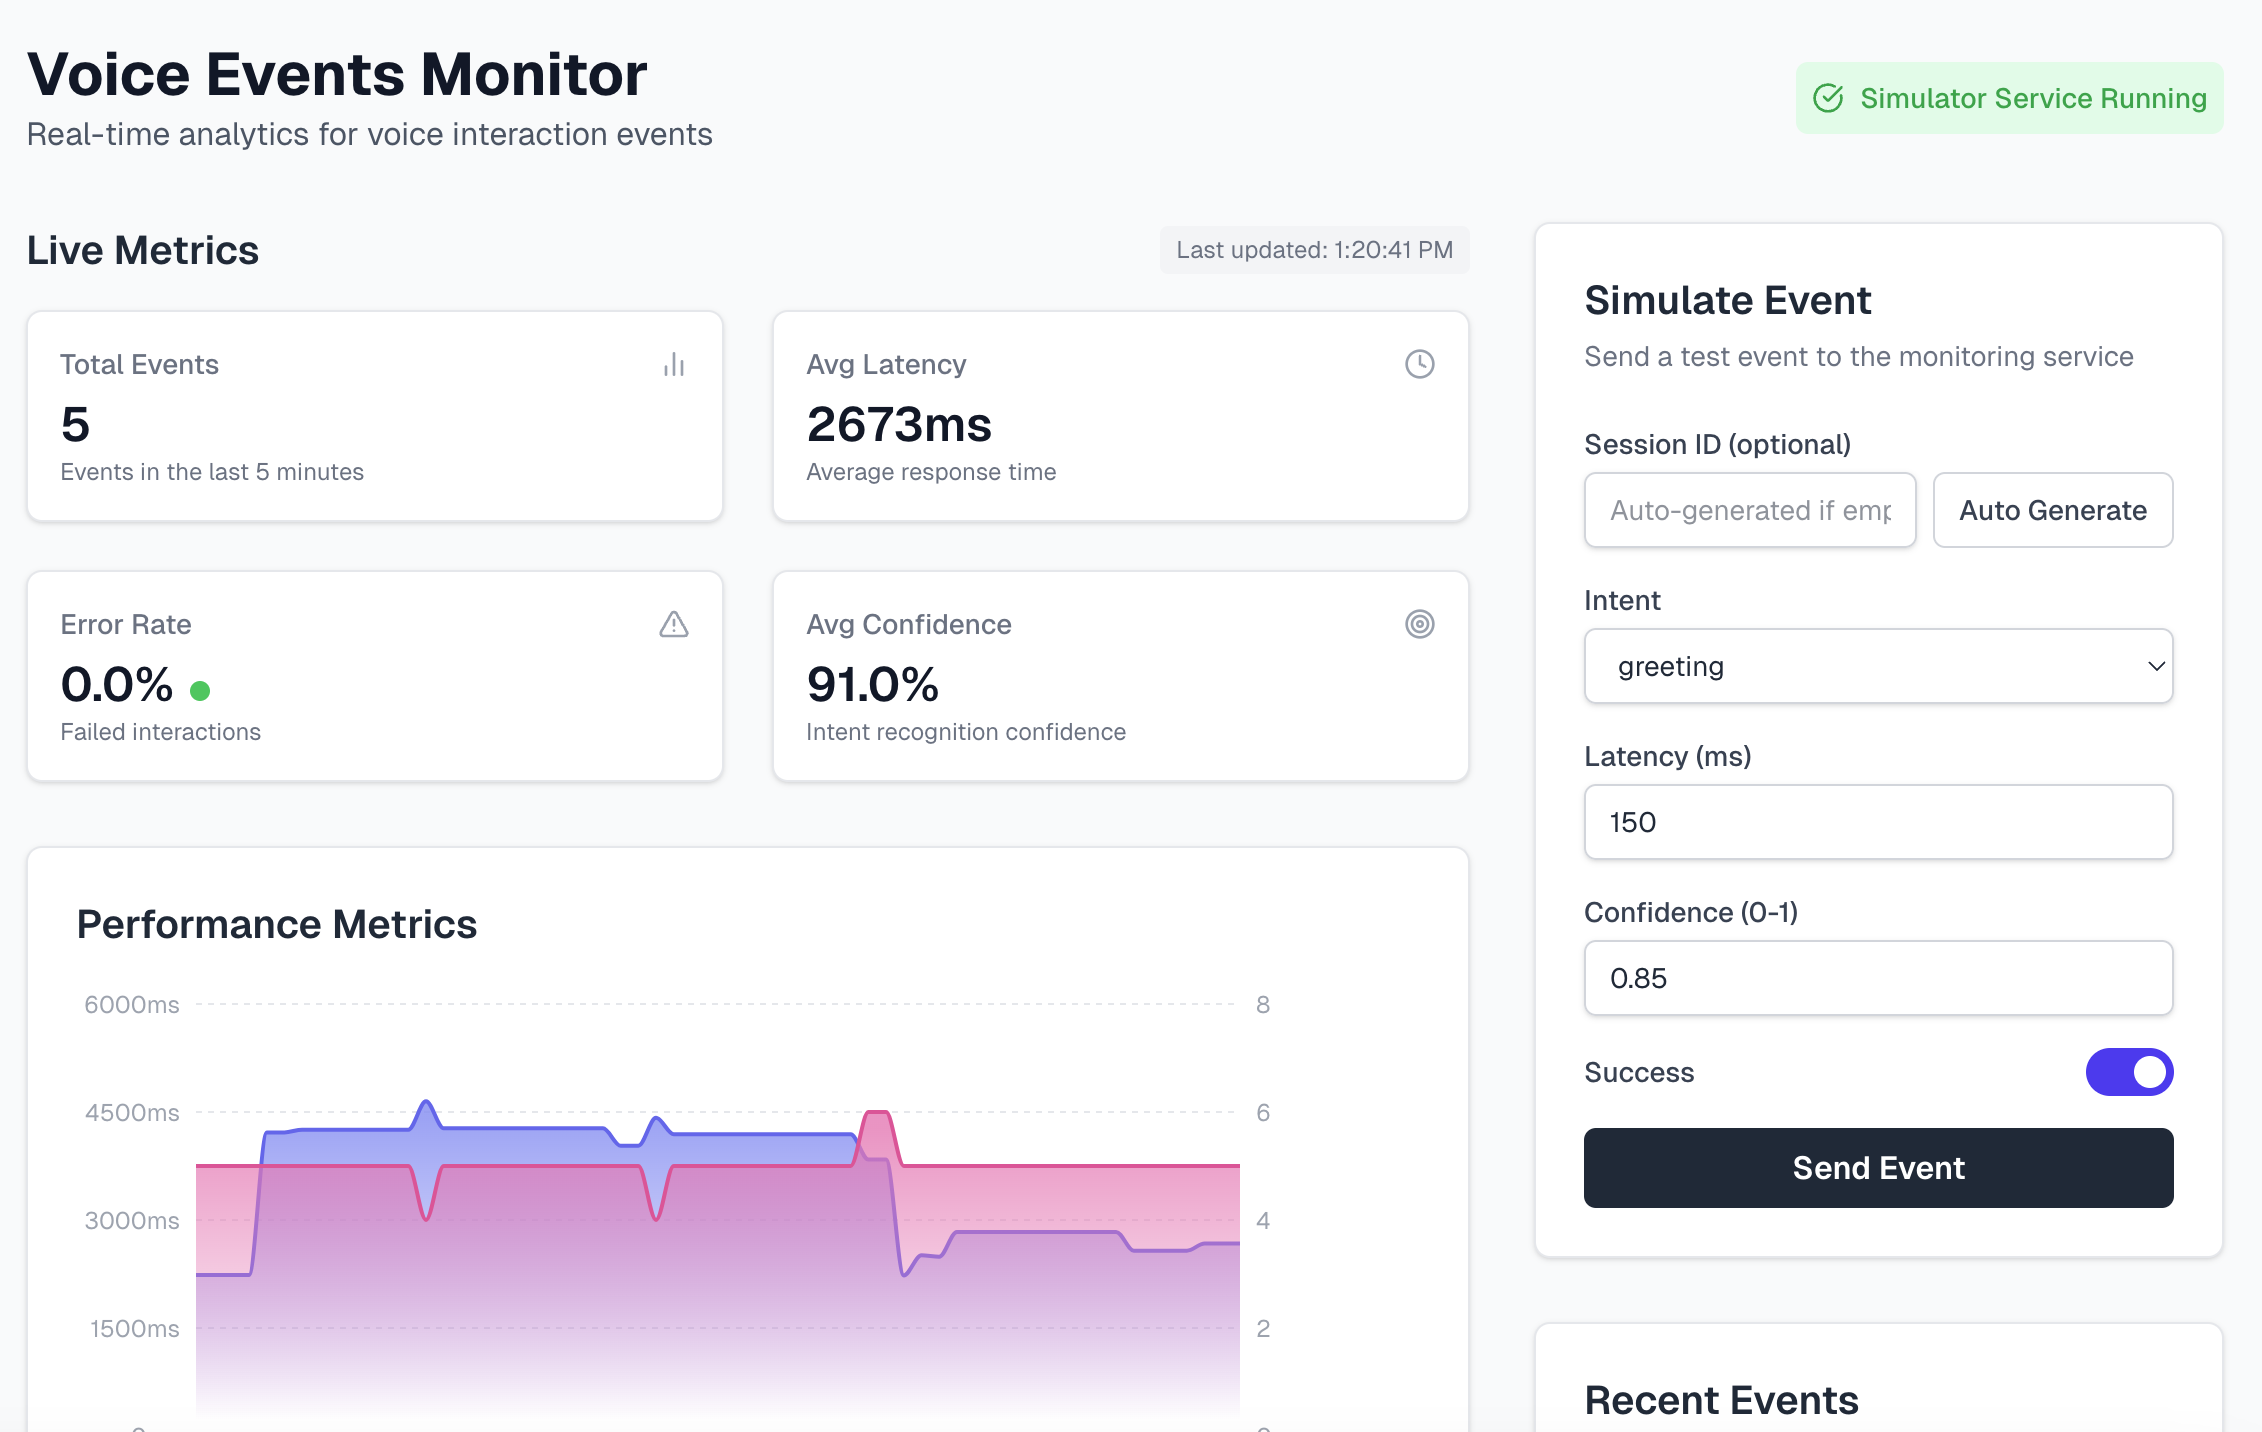 Voice Events Monitor
Real-time analytics for voice interaction events
Simulator Service Running
Live Metrics
Last updated: 1:20:41 PM
Total Events
5
Events in the last 5 minutes
Avg Latency
2673ms
Average response time
Error Rate
0.0%
Failed interactions
Avg Confidence
91.0%
Intent recognition confidence
Performance Metrics
6000ms
4500ms
3000ms
1500ms
8
6
4
2
Simulate Event
Send a test event to the monitoring service
Session ID (optional)
Auto-generated if emp
Auto Generate
Intent
greeting
Latency (ms)
150
Confidence (0-1)
0.85
Success
Send Event
Recent Events